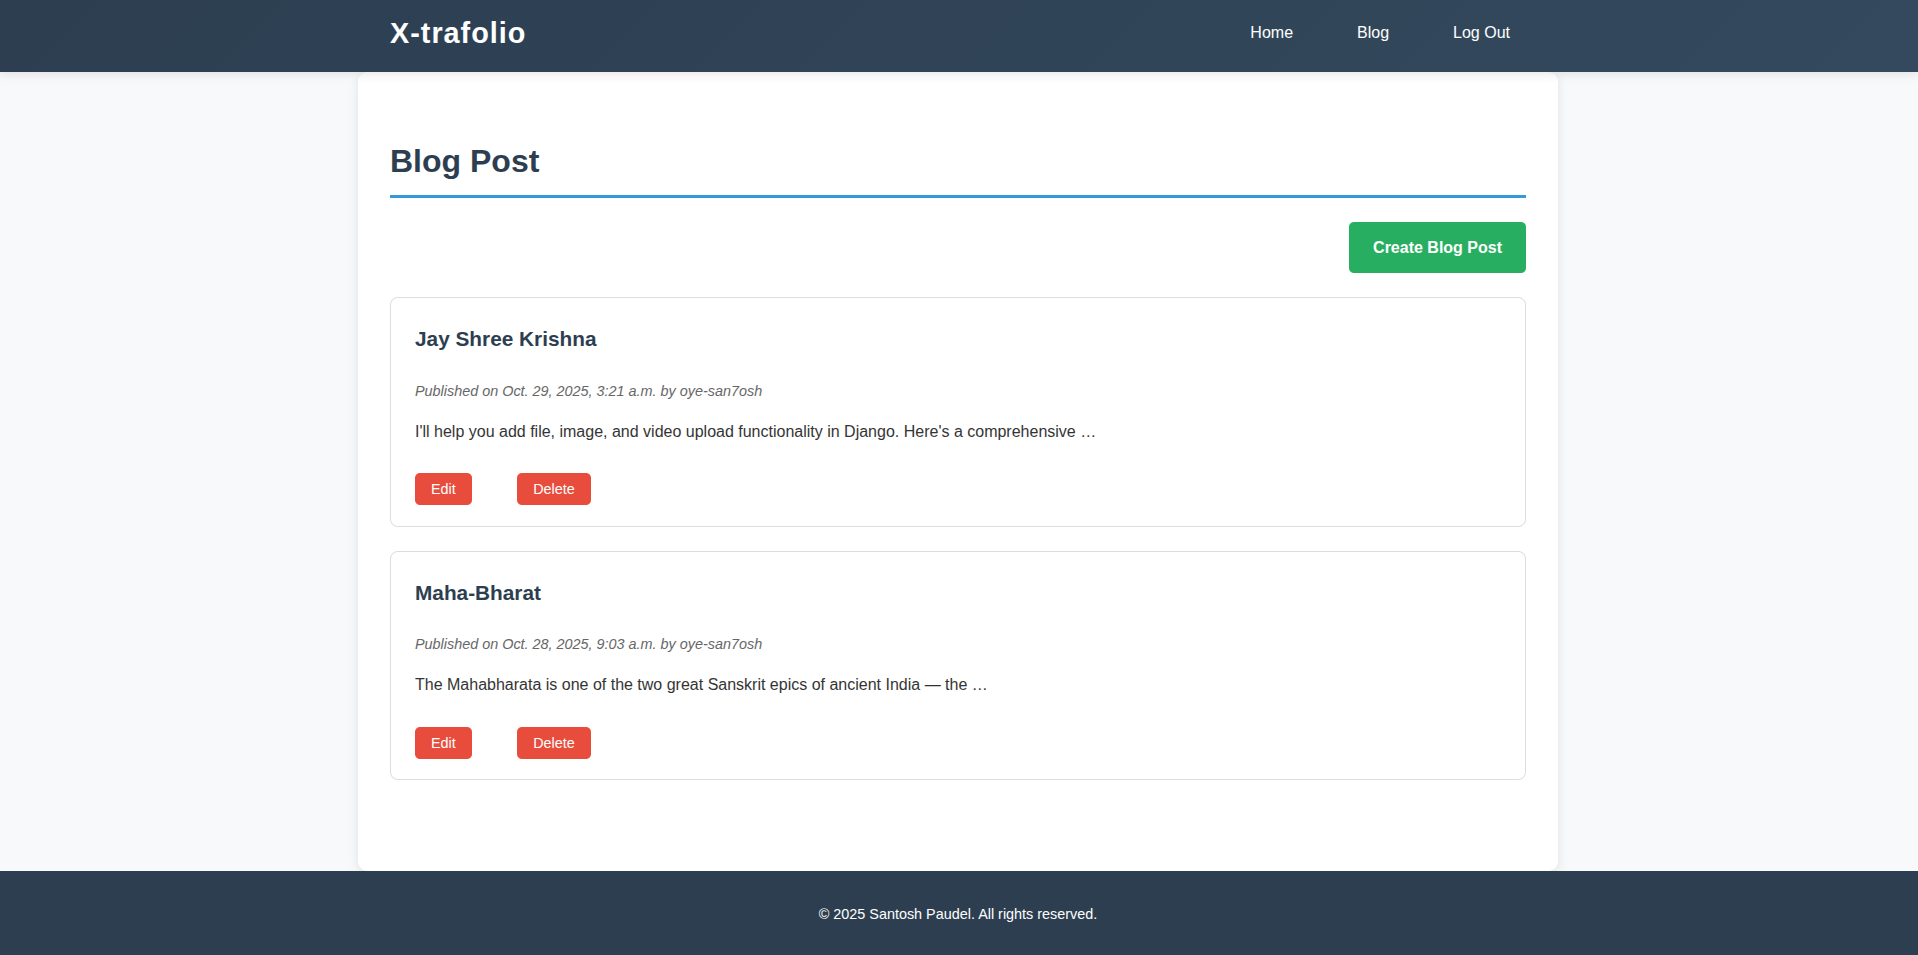 X-trafolio Home Blog Log Out
Blog Post
Create Blog Post
Jay Shree Krishna
Published on Oct. 29, 2025, 3:21 a.m. by oye-san7osh
I'll help you add file, image, and video upload functionality in Django. Here's a comprehensive …
Edit Delete
Maha-Bharat
Published on Oct. 28, 2025, 9:03 a.m. by oye-san7osh
The Mahabharata is one of the two great Sanskrit epics of ancient India — the …
Edit Delete
© 2025 Santosh Paudel. All rights reserved.